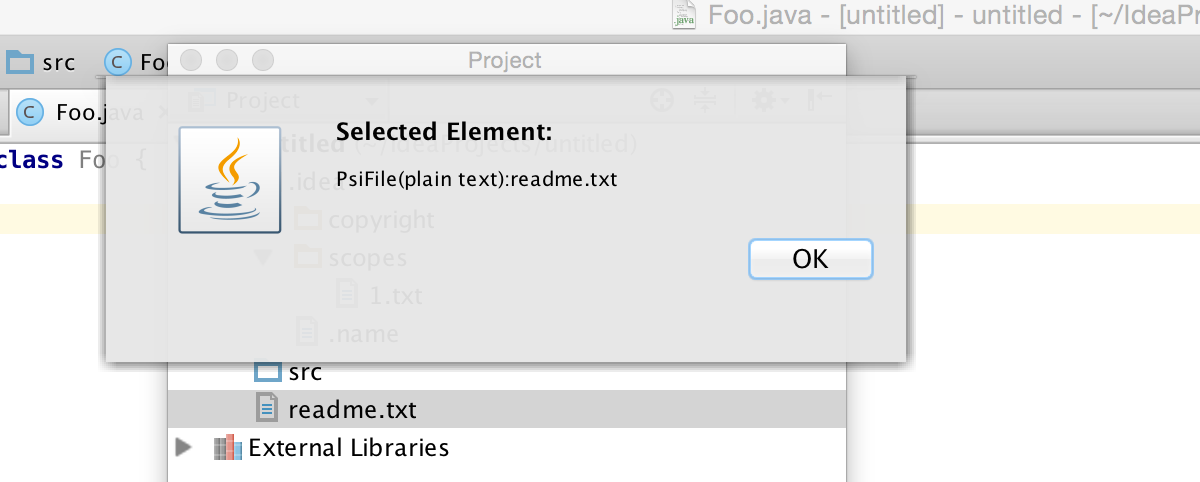 .java
Foo.java - [untitled] - untitled - [~/IdeaPr
src
C
Fo
Project
C
Foo.java
Project
class Foo {
Selected Element:
titled (~/IdeaProjects/untitled)
PsiFile(plain text):readme.txt
.idea
copyright
OK
scopes
1.txt
.name
src
readme.txt
External Libraries